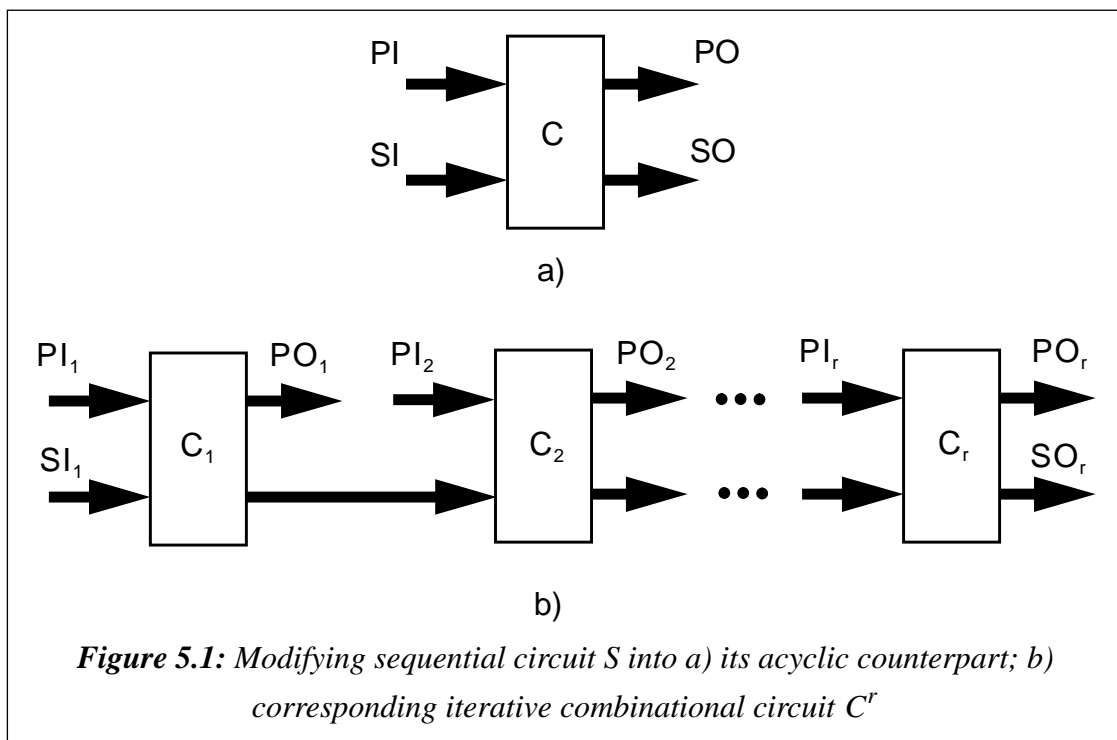 PI PO
C
SI SO
a)
PI₁ PO₁ PI₂ PO₂ PIᵣ POᵣ
C₁ C₂ Cᵣ
SI₁ SOᵣ
b)
Figure 5.1: Modifying sequential circuit S into a) its acyclic counterpart; b)
corresponding iterative combinational circuit Cʳ